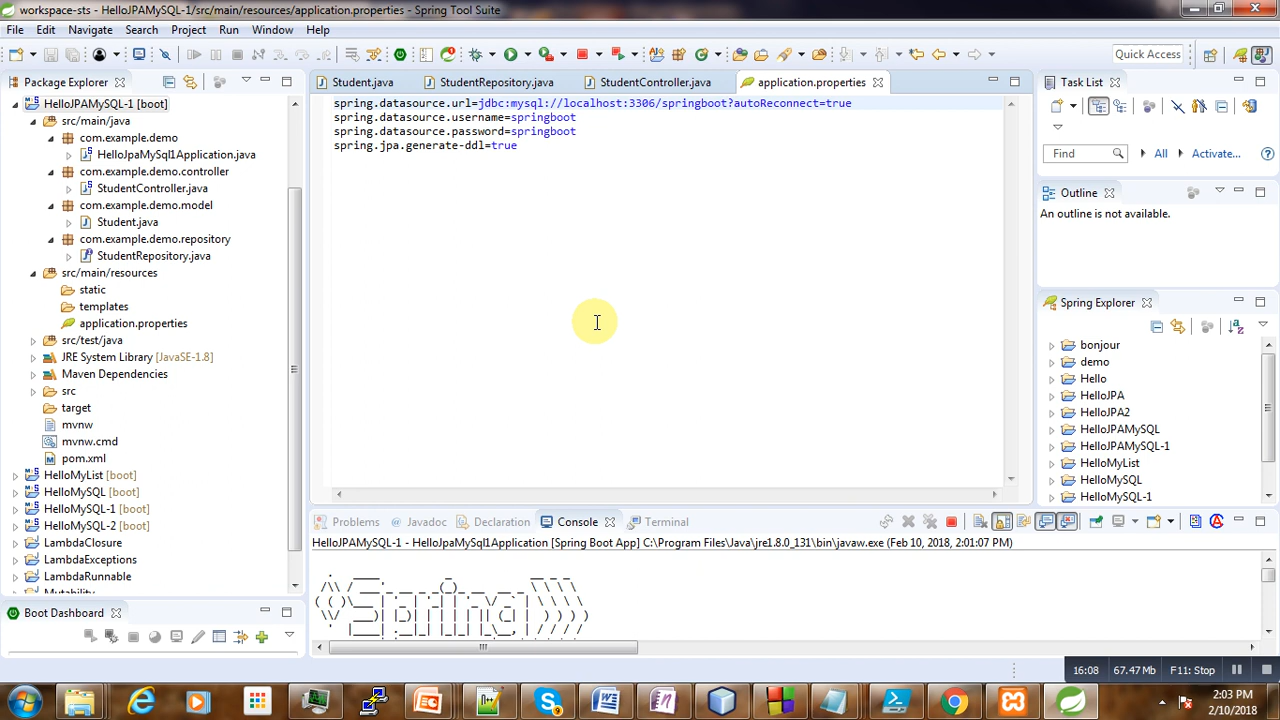 workspace-sts - HelloJPAMySQL-1/src/main/resources/application.properties - Spring Tool Suite
File Edit Navigate Search Project Run Window Help
Quick Access
Package Explorer
HelloJPAMySQL-1 [boot]
src/main/java
com.example.demo
HelloJpaMySql1Application.java
com.example.demo.controller
StudentController.java
com.example.demo.model
Student.java
com.example.demo.repository
StudentRepository.java
src/main/resources
static
templates
application.properties
src/test/java
JRE System Library [JavaSE-1.8]
Maven Dependencies
src
target
mvnw
mvnw.cmd
pom.xml
HelloMyList [boot]
HelloMySQL [boot]
HelloMySQL-1 [boot]
HelloMySQL-2 [boot]
LambdaClosure
LambdaExceptions
LambdaRunnable
Boot Dashboard
Student.java StudentRepository.java StudentController.java application.properties
spring.datasource.url=jdbc:mysql://localhost:3306/springboot?autoReconnect=true
spring.datasource.username=springboot
spring.datasource.password=springboot
spring.jpa.generate-ddl=true
Task List
Find All Activate...
Outline
An outline is not available.
Spring Explorer
bonjour
demo
Hello
HelloJPA
HelloJPA2
HelloJPAMySQL
HelloJPAMySQL-1
HelloMyList
HelloMySQL
HelloMySQL-1
Problems Javadoc Declaration Console Terminal
HelloJPAMySQL-1 - HelloJpaMySql1Application [Spring Boot App] C:\Program Files\Java\jre1.8.0_131\bin\javaw.exe (Feb 10, 2018, 2:01:07 PM)
Spring
16:08 67.47 Mb F11: Stop
2:03 PM
2/10/2018